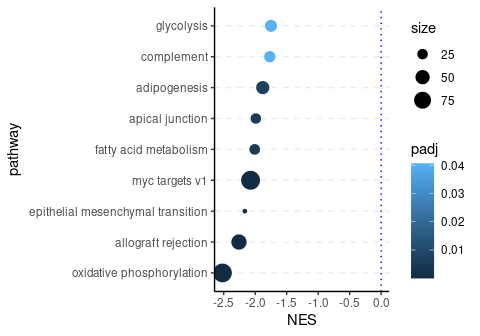 glycolysis
complement
adipogenesis
apical junction
fatty acid metabolism
myc targets v1
epithelial mesenchymal transition
allograft rejection
oxidative phosphorylation
pathway
-2.5 -2.0 -1.5 -1.0 -0.5 0.0
NES
size
25
50
75
padj
0.04
0.03
0.02
0.01